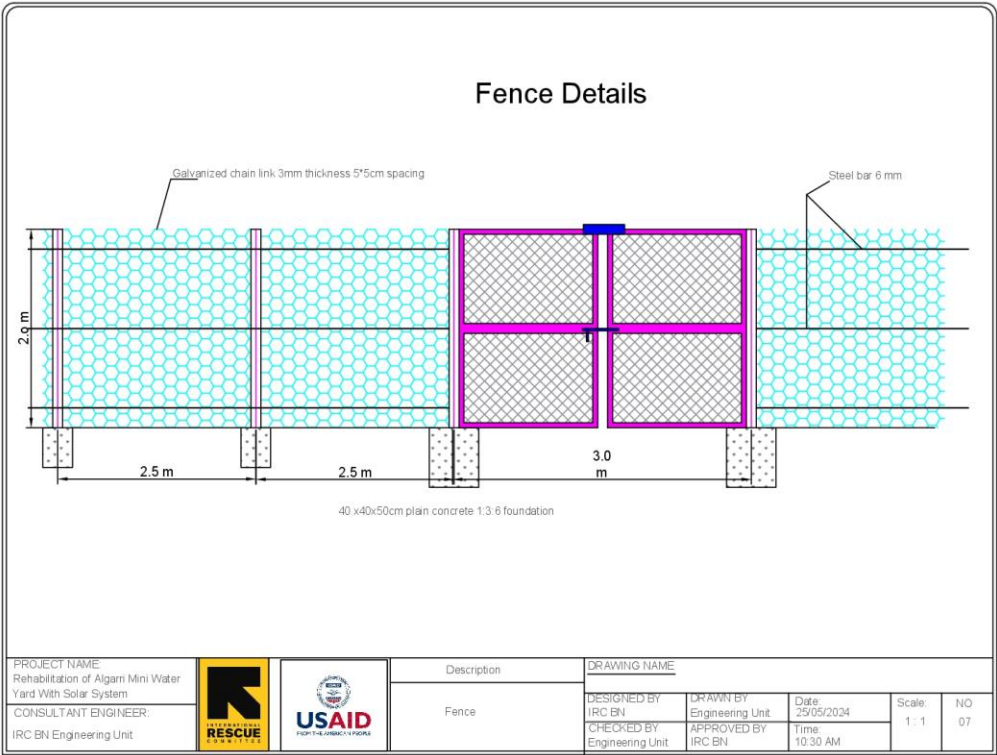 Fence Details
Galvanized chain link 3mm thickness 5*5cm spacing
Steel bar 6 mm
2.0 m
2.5 m
2.5 m
3.0
m
40 x40x50cm plain concrete 1:3:6 foundation
PROJECT NAME:
Rehabilitation of Algarn Mini Water
Yard With Solar System
CONSULTANT ENGINEER:
IRC BN Engineering Unit
INTERNATIONAL
RESCUE
COMMITTEE
USAID
FROM THE AMERICAN PEOPLE
Description
Fence
DRAWING NAME
DESIGNED BY
IRC BN
DRAWN BY
Engineering Unit
CHECKED BY
Engineering Unit
APPROVED BY
IRC BN
Date:
25/05/2024
Time:
10:30 AM
Scale:
1 : 1
NO
07